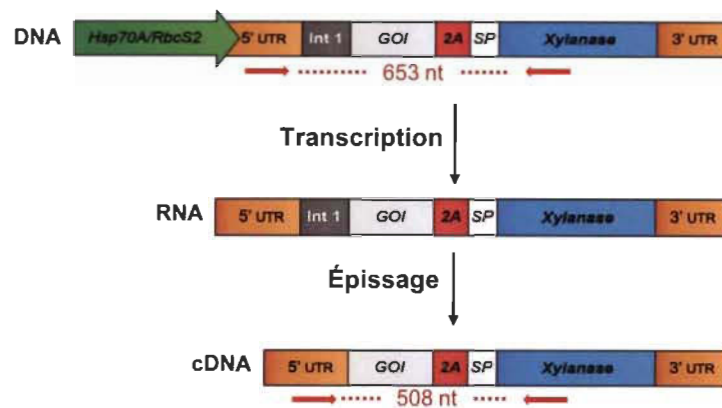 DNA Hsp70A/RbcS2 5' UTR Int 1 GOI 2A SP Xylanase 3' UTR
653 nt
Transcription
RNA 5' UTR Int 1 GOI 2A SP Xylanase 3' UTR
Épissage
cDNA 5' UTR GOI 2A SP Xylanase 3' UTR
508 nt